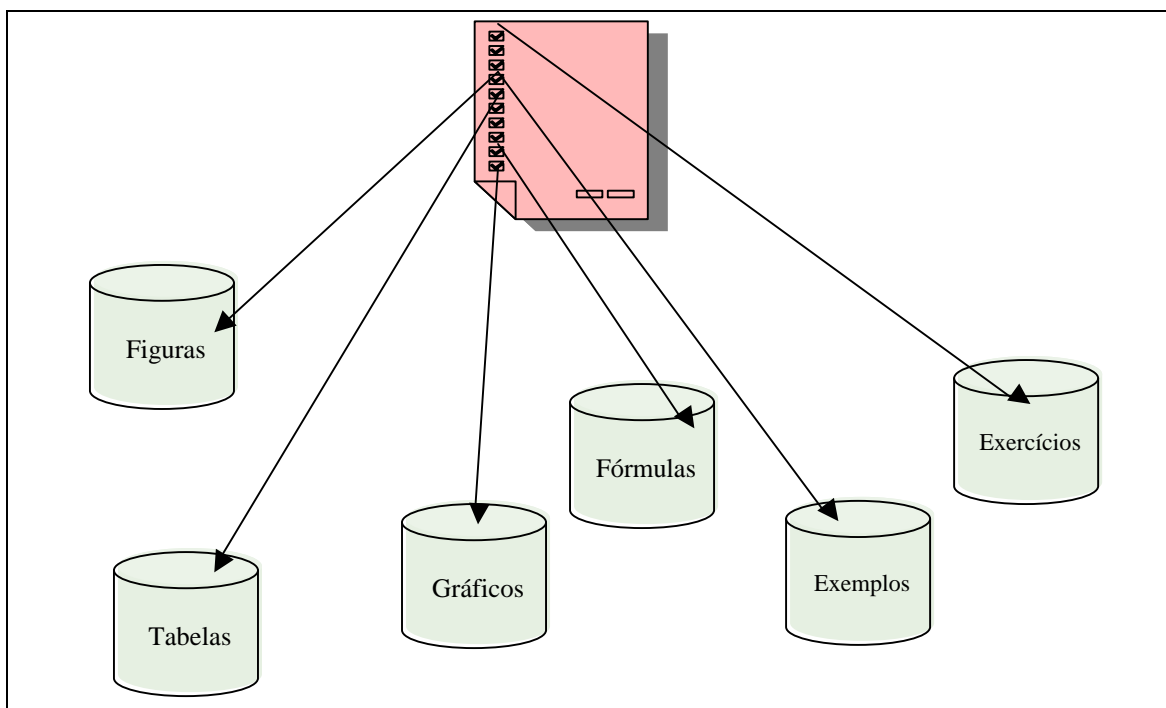 Figuras
Exercícios
Fórmulas
Gráficos
Exemplos
Tabelas